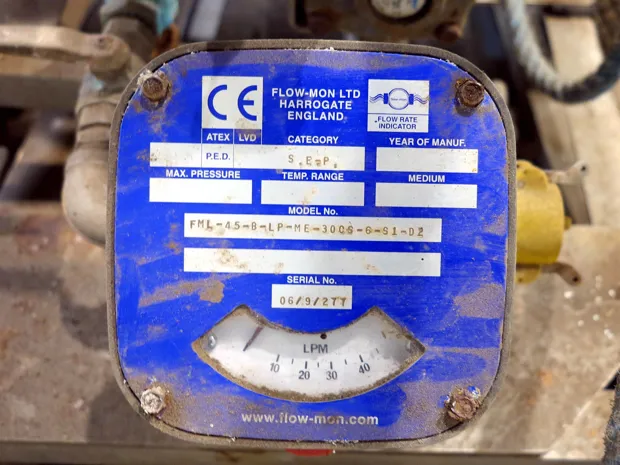 CE
FLOW-MON LTD
HARROGATE
ENGLAND
FLOW RATE
INDICATOR
ATEX LVD
CATEGORY
YEAR OF MANUF.
P.E.D.
S.E.P.
MAX. PRESSURE
TEMP. RANGE
MEDIUM
MODEL No.
FML-45-B-LP-ME-30CS-G-S1-D2
SERIAL No.
06/9/277
LPM
10 20 30 40
www.flow-mon.com